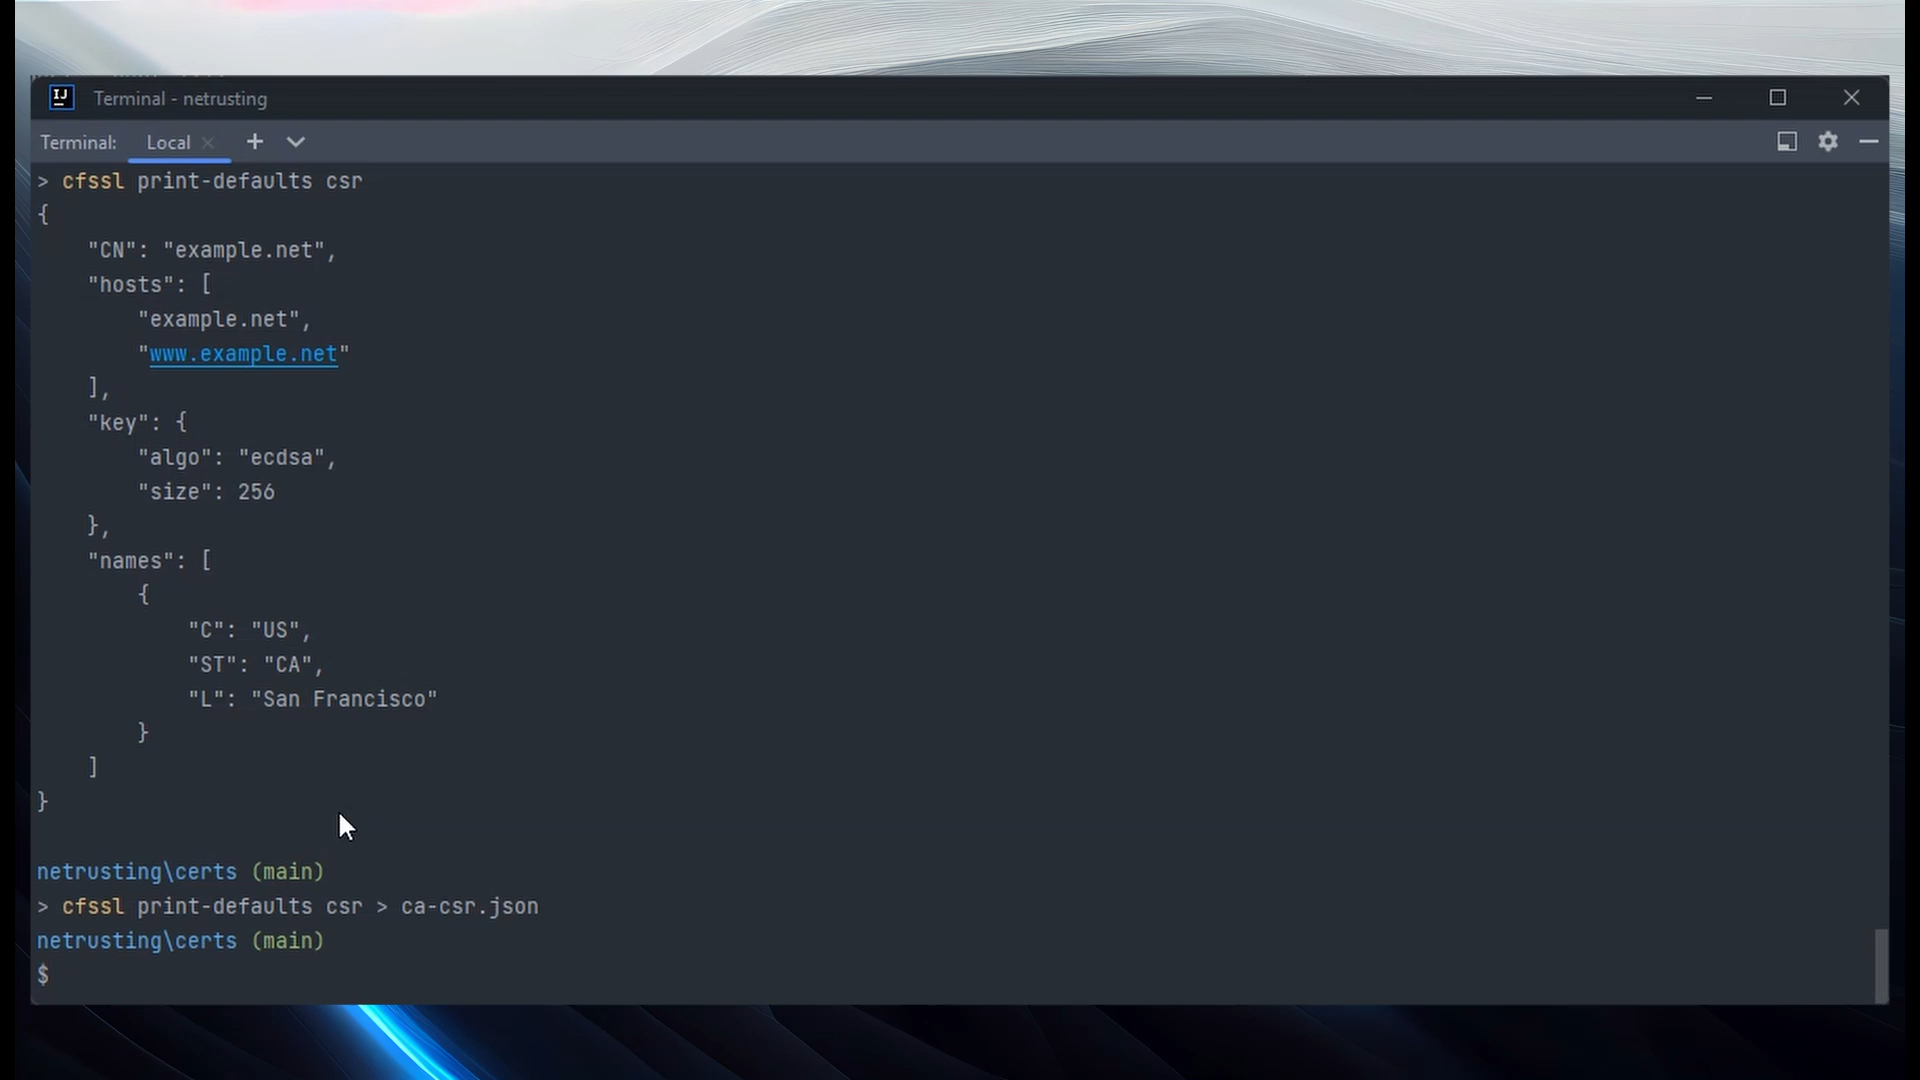 IJ Terminal - netrusting
Terminal: Local
> cfssl print-defaults csr
{
    "CN": "example.net",
    "hosts": [
        "example.net",
        "www.example.net"
    ],
    "key": {
        "algo": "ecdsa",
        "size": 256
    },
    "names": [
        {
            "C": "US",
            "ST": "CA",
            "L": "San Francisco"
        }
    ]
}
netrusting\certs (main)
> cfssl print-defaults csr > ca-csr.json
netrusting\certs (main)
$